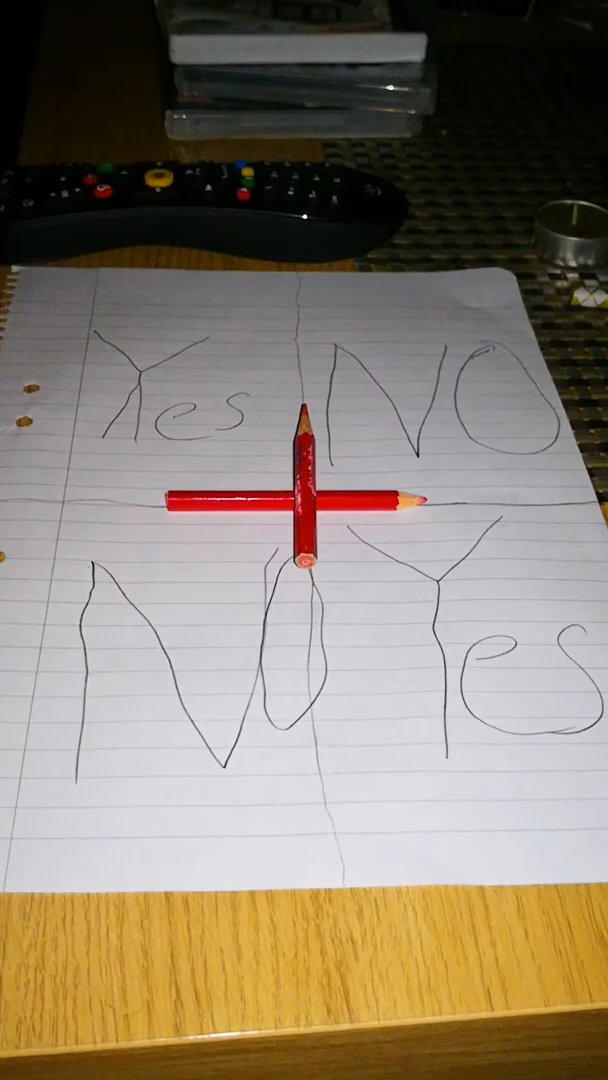 Yes NO
NO Yes